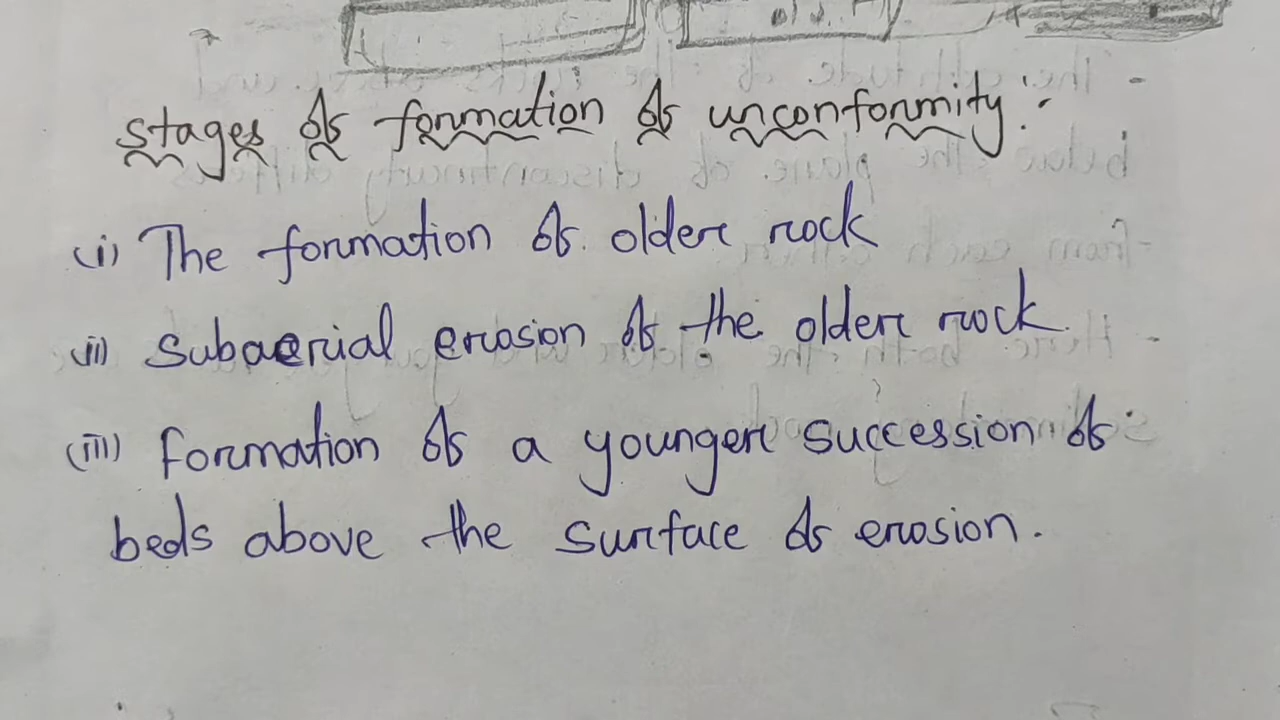 stages of formation of unconformity :-
(i) The formation of older rock
(ii) subaerial erosion of the older rock.
(iii) formation of a younger succession of
beds above the surface of erosion.